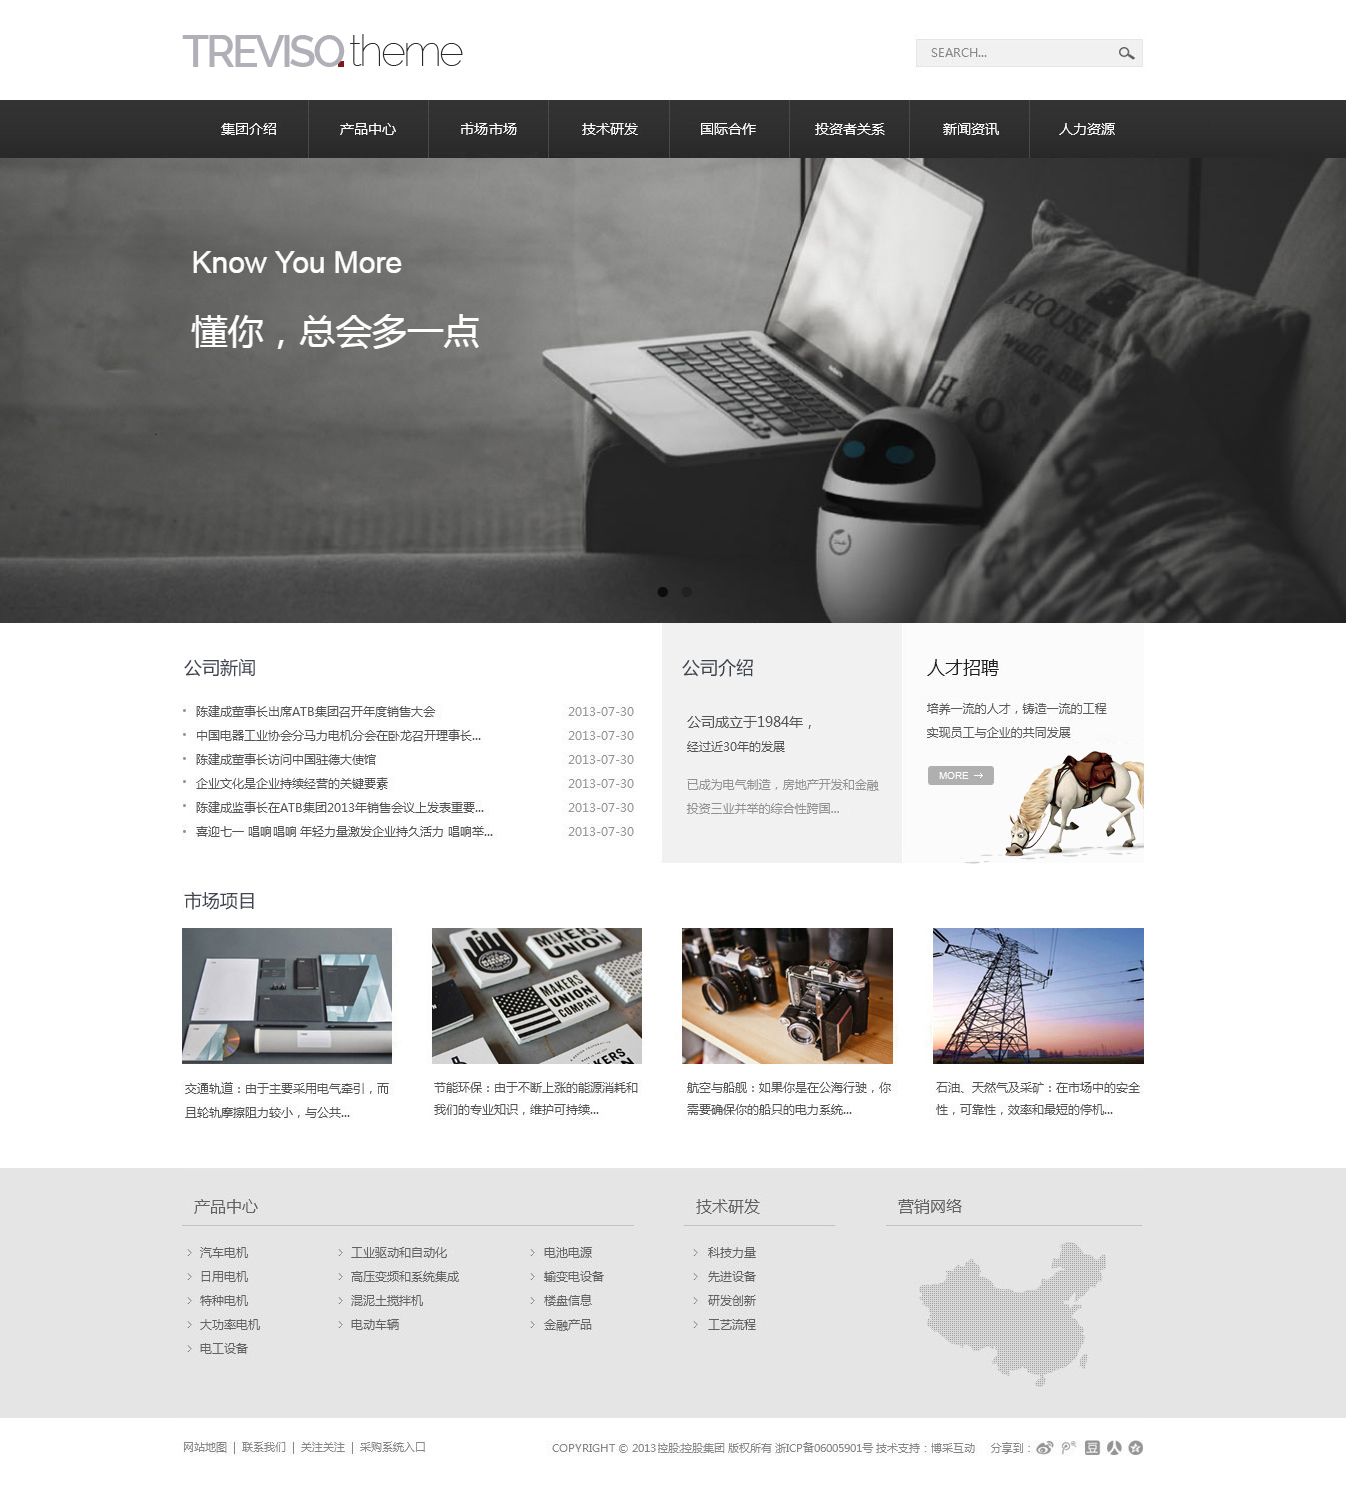 TREVISO.theme
SEARCH...
集团介绍
产品中心
市场市场
技术研发
国际合作
投资者关系
新闻资讯
人力资源
Know You More
懂你，总会多一点
HOUSE
H O
公司新闻
陈建成董事长出席ATB集团召开年度销售大会 2013-07-30
中国电器工业协会分马力电机分会在卧龙召开理事长... 2013-07-30
陈建成董事长访问中国驻德大使馆 2013-07-30
企业文化是企业持续经营的关键要素 2013-07-30
陈建成监事长在ATB集团2013年销售会议上发表重要... 2013-07-30
喜迎七一 唱响唱响 年轻力量激发企业持久活力 唱响举... 2013-07-30
公司介绍
公司成立于1984年，
经过近30年的发展
已成为电气制造，房地产开发和金融
投资三业并举的综合性跨国...
人才招聘
培养一流的人才，铸造一流的工程
实现员工与企业的共同发展
MORE →
市场项目
MAKERS
UNION
MAKERS
UNION
COMPANY
KERS
交通轨道：由于主要采用电气牵引，而
且轮轨摩擦阻力较小，与公共...
节能环保：由于不断上涨的能源消耗和
我们的专业知识，维护可持续...
航空与船舰：如果你是在公海行驶，你
需要确保你的船只的电力系统...
石油、天然气及采矿：在市场中的安全
性，可靠性，效率和最短的停机...
产品中心
汽车电机
日用电机
特种电机
大功率电机
电工设备
工业驱动和自动化
高压变频和系统集成
混泥土搅拌机
电动车辆
电池电源
输变电设备
楼盘信息
金融产品
技术研发
科技力量
先进设备
研发创新
工艺流程
营销网络
网站地图 | 联系我们 | 关注关注 | 采购系统入口
COPYRIGHT © 2013控股;控股集团 版权所有 浙ICP备06005901号 技术支持：博采互动 分享到：
豆